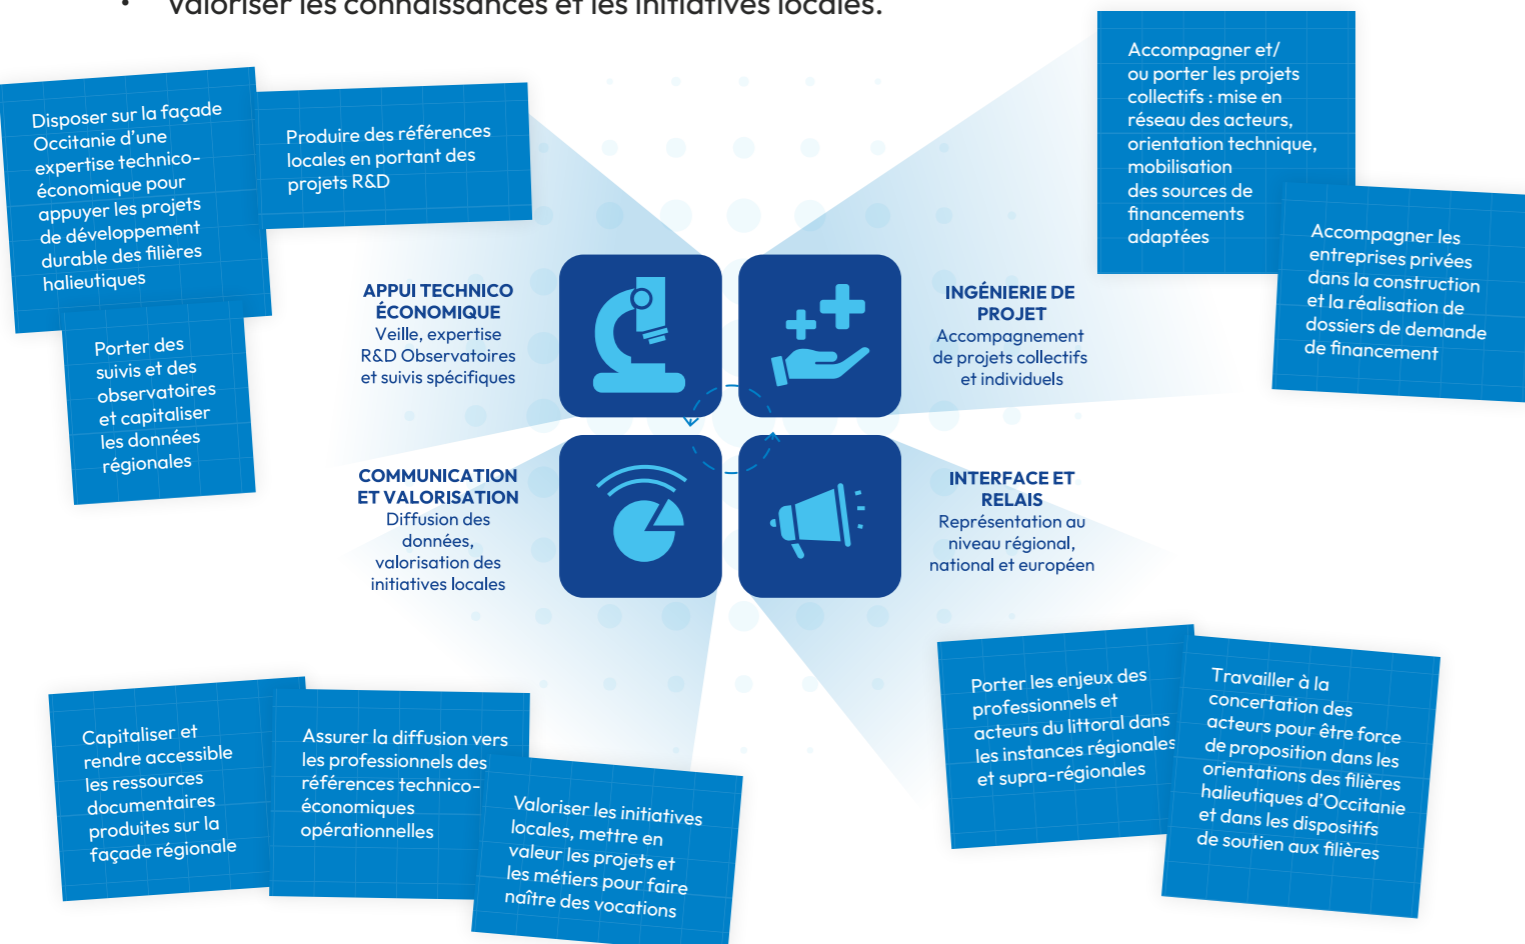 • Valoriser les connaissances et les initiatives locales.
Disposer sur la façade
Occitanie d’une
expertise technico-
économique pour
appuyer les projets
de développement
durable des filières
halieutiques
Produire des références
locales en portant des
projets R&D
Porter des
suivis et des
observatoires
et capitaliser
les données
régionales
APPUI TECHNICO
ÉCONOMIQUE
Veille, expertise
R&D Observatoires
et suivis spécifiques
INGÉNIERIE DE
PROJET
Accompagnement
de projets collectifs
et individuels
Accompagner et/
ou porter les projets
collectifs : mise en
réseau des acteurs,
orientation technique,
mobilisation
des sources de
financements
adaptées
Accompagner les
entreprises privées
dans la construction
et la réalisation de
dossiers de demande
de financement
COMMUNICATION
ET VALORISATION
Diffusion des
données,
valorisation des
initiatives locales
INTERFACE ET
RELAIS
Représentation au
niveau régional,
national et européen
Capitaliser et
rendre accessible
les ressources
documentaires
produites sur la
façade régionale
Assurer la diffusion vers
les professionnels des
références technico-
économiques
opérationnelles
Valoriser les initiatives
locales, mettre en
valeur les projets et
les métiers pour faire
naître des vocations
Porter les enjeux des
professionnels et
acteurs du littoral dans
les instances régionales
et supra-régionales
Travailler à la
concertation des
acteurs pour être force
de proposition dans les
orientations des filières
halieutiques d’Occitanie
et dans les dispositifs
de soutien aux filières